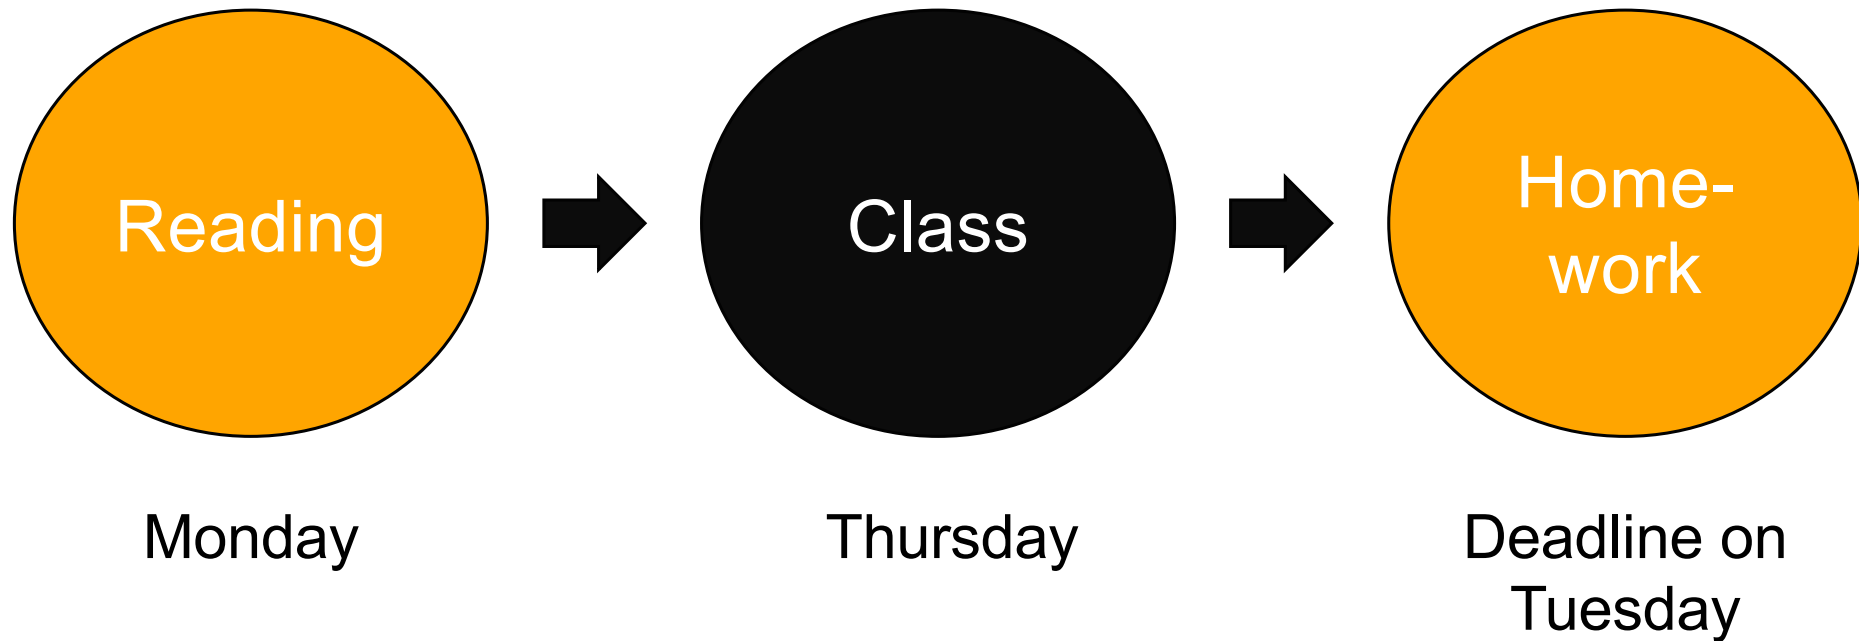 Reading
Class
Home-
work
Monday
Thursday
Deadline on
Tuesday